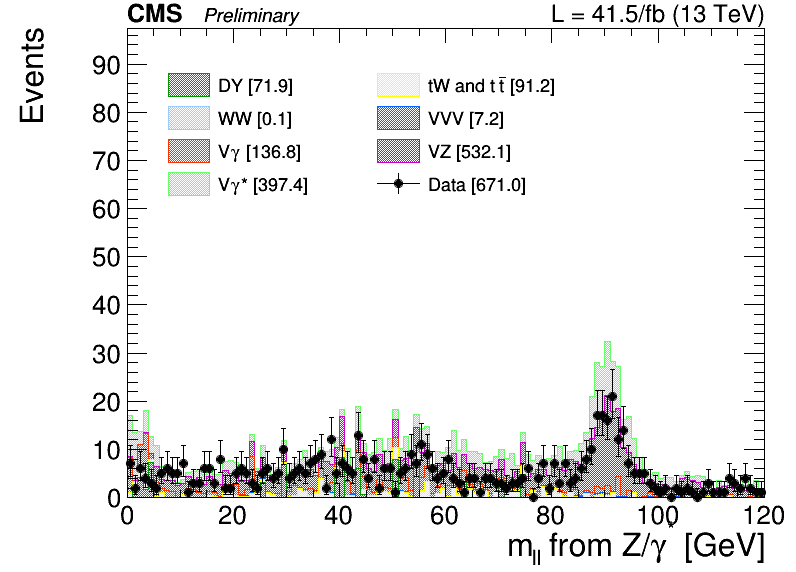 CMS Preliminary L = 41.5/fb (13 TeV)
Events
90
80
70
60
50
40
30
20
10
0
DY [71.9]
WW [0.1]
Vγ [136.8]
Vγ* [397.4]
tW and t t̄ [91.2]
VVV [7.2]
VZ [532.1]
Data [671.0]
0 20 40 60 80 100 120
m_ll from Z/γ* [GeV]